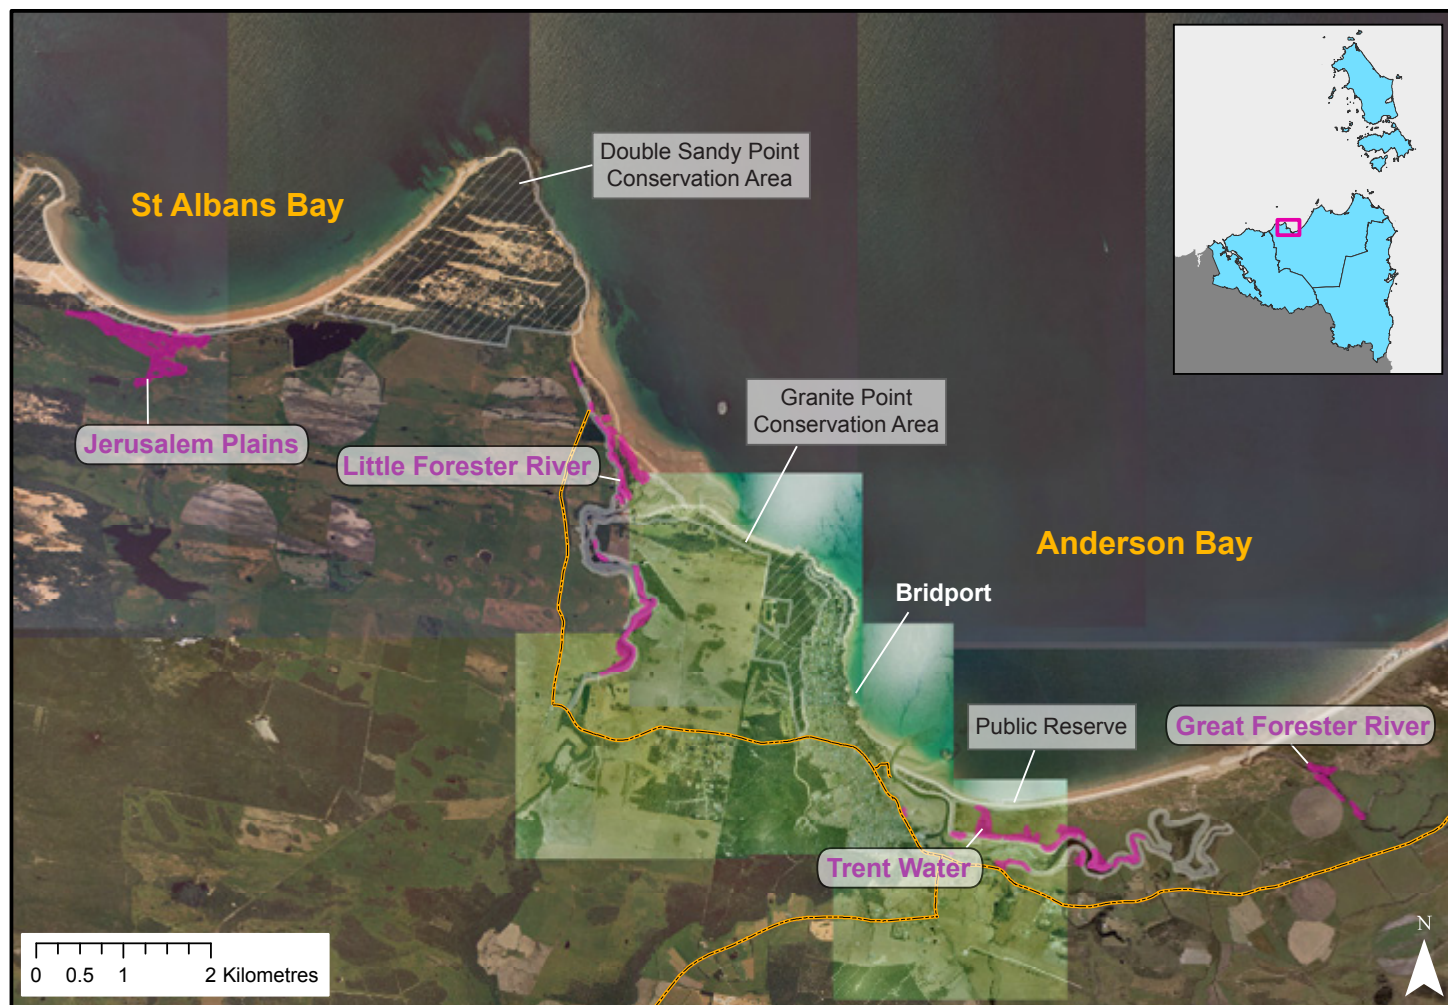 Double Sandy Point
Conservation Area
St Albans Bay
Granite Point
Conservation Area
Jerusalem Plains
Little Forester River
Anderson Bay
Bridport
Public Reserve
Great Forester River
Trent Water
0 0.5 1 2 Kilometres
N